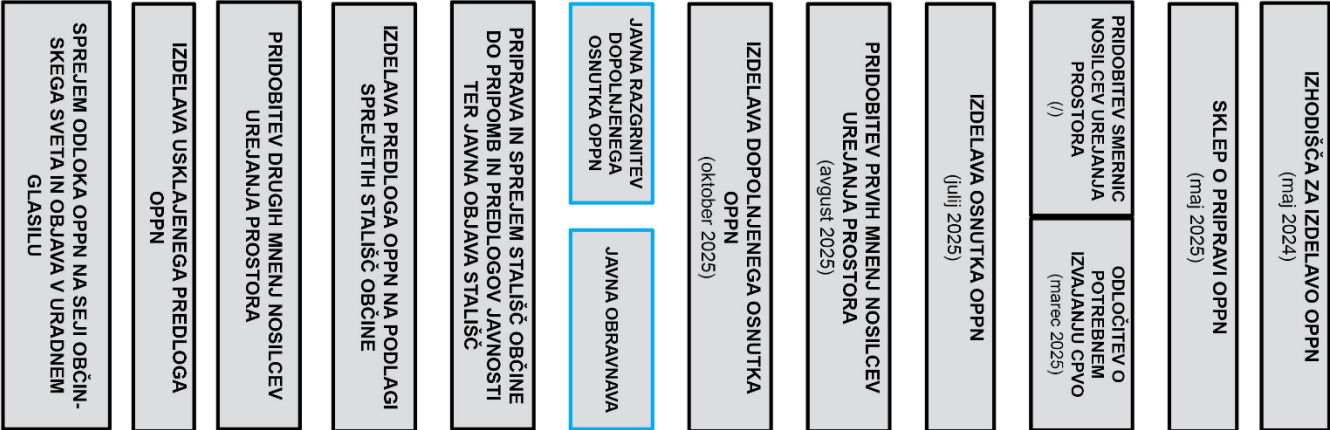 IZHODIŠČA ZA IZDELAVO OPPN
(maj 2024)
SKLEP O PRIPRAVI OPPN
(maj 2025)
PRIDOBITEV SMERNIC
NOSILCEV UREJANJA
PROSTORA
(/)
ODLOČITEV O
POTREBNEM
IZVAJANJU CPVO
(marec 2025)
IZDELAVA OSNUTKA OPPN
(julij 2025)
PRIDOBITEV PRVIH MNENJ NOSILCEV
UREJANJA PROSTORA
(avgust 2025)
IZDELAVA DOPOLNJENEGA OSNUTKA
OPPN
(oktober 2025)
JAVNA RAZGRNITEV
DOPOLNJENEGA
OSNUTKA OPPN
JAVNA OBRAVNAVA
PRIPRAVA IN SPREJEM STALIŠČ OBČINE
DO PRIPOMB IN PREDLOGOV JAVNOSTI
TER JAVNA OBJAVA STALIŠČ
IZDELAVA PREDLOGA OPPN NA PODLAGI
SPREJETIH STALIŠČ OBČINE
PRIDOBITEV DRUGIH MNENJ NOSILCEV
UREJANJA PROSTORA
IZDELAVA USKLAJENEGA PREDLOGA
OPPN
SPREJEM ODLOKA OPPN NA SEJI OBČIN-
SKEGA SVETA IN OBJAVA V URADNEM
GLASILU